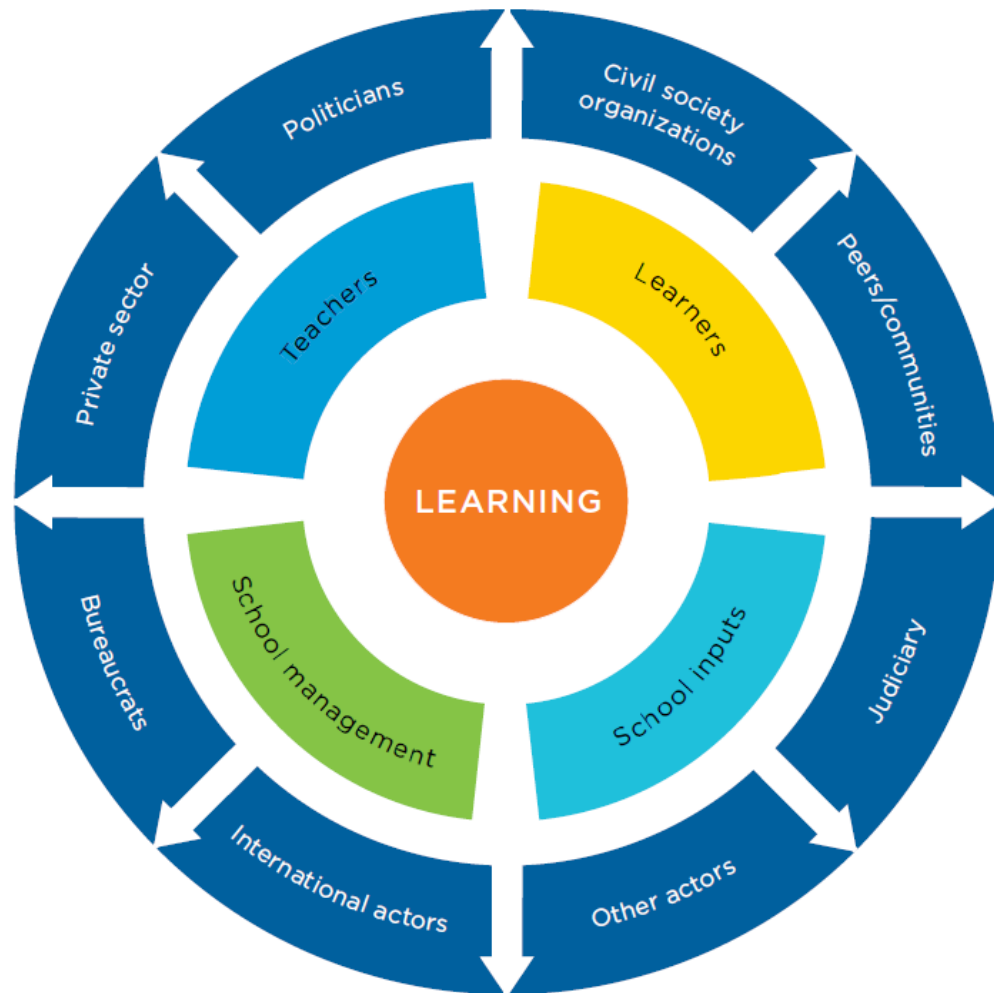 Politicians
Civil society
organizations
Peers/communities
Judiciary
Other actors
International actors
Bureaucrats
Private sector
Teachers
Learners
School inputs
School management
LEARNING